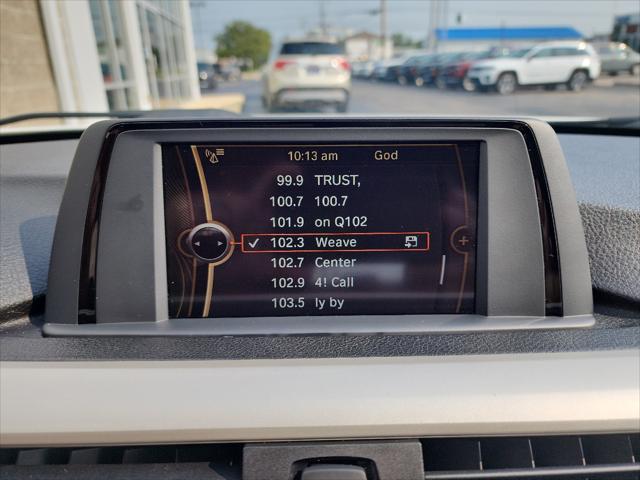 10:13 am God
99.9 TRUST,
100.7 100.7
101.9 on Q102
102.3 Weave
102.7 Center
102.9 4! Call
103.5 ly by